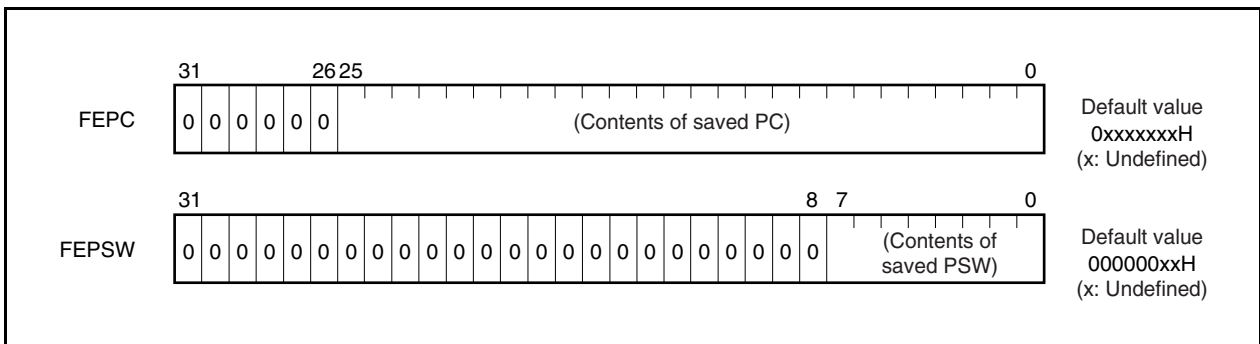 31 26 25 0
FEPC 0 0 0 0 0 0 (Contents of saved PC) Default value
0xxxxxxxH
(x: Undefined)
31 8 7 0
FEPSW 0 0 0 0 0 0 0 0 0 0 0 0 0 0 0 0 0 0 0 0 0 0 0 0 (Contents of
saved PSW) Default value
000000xxH
(x: Undefined)